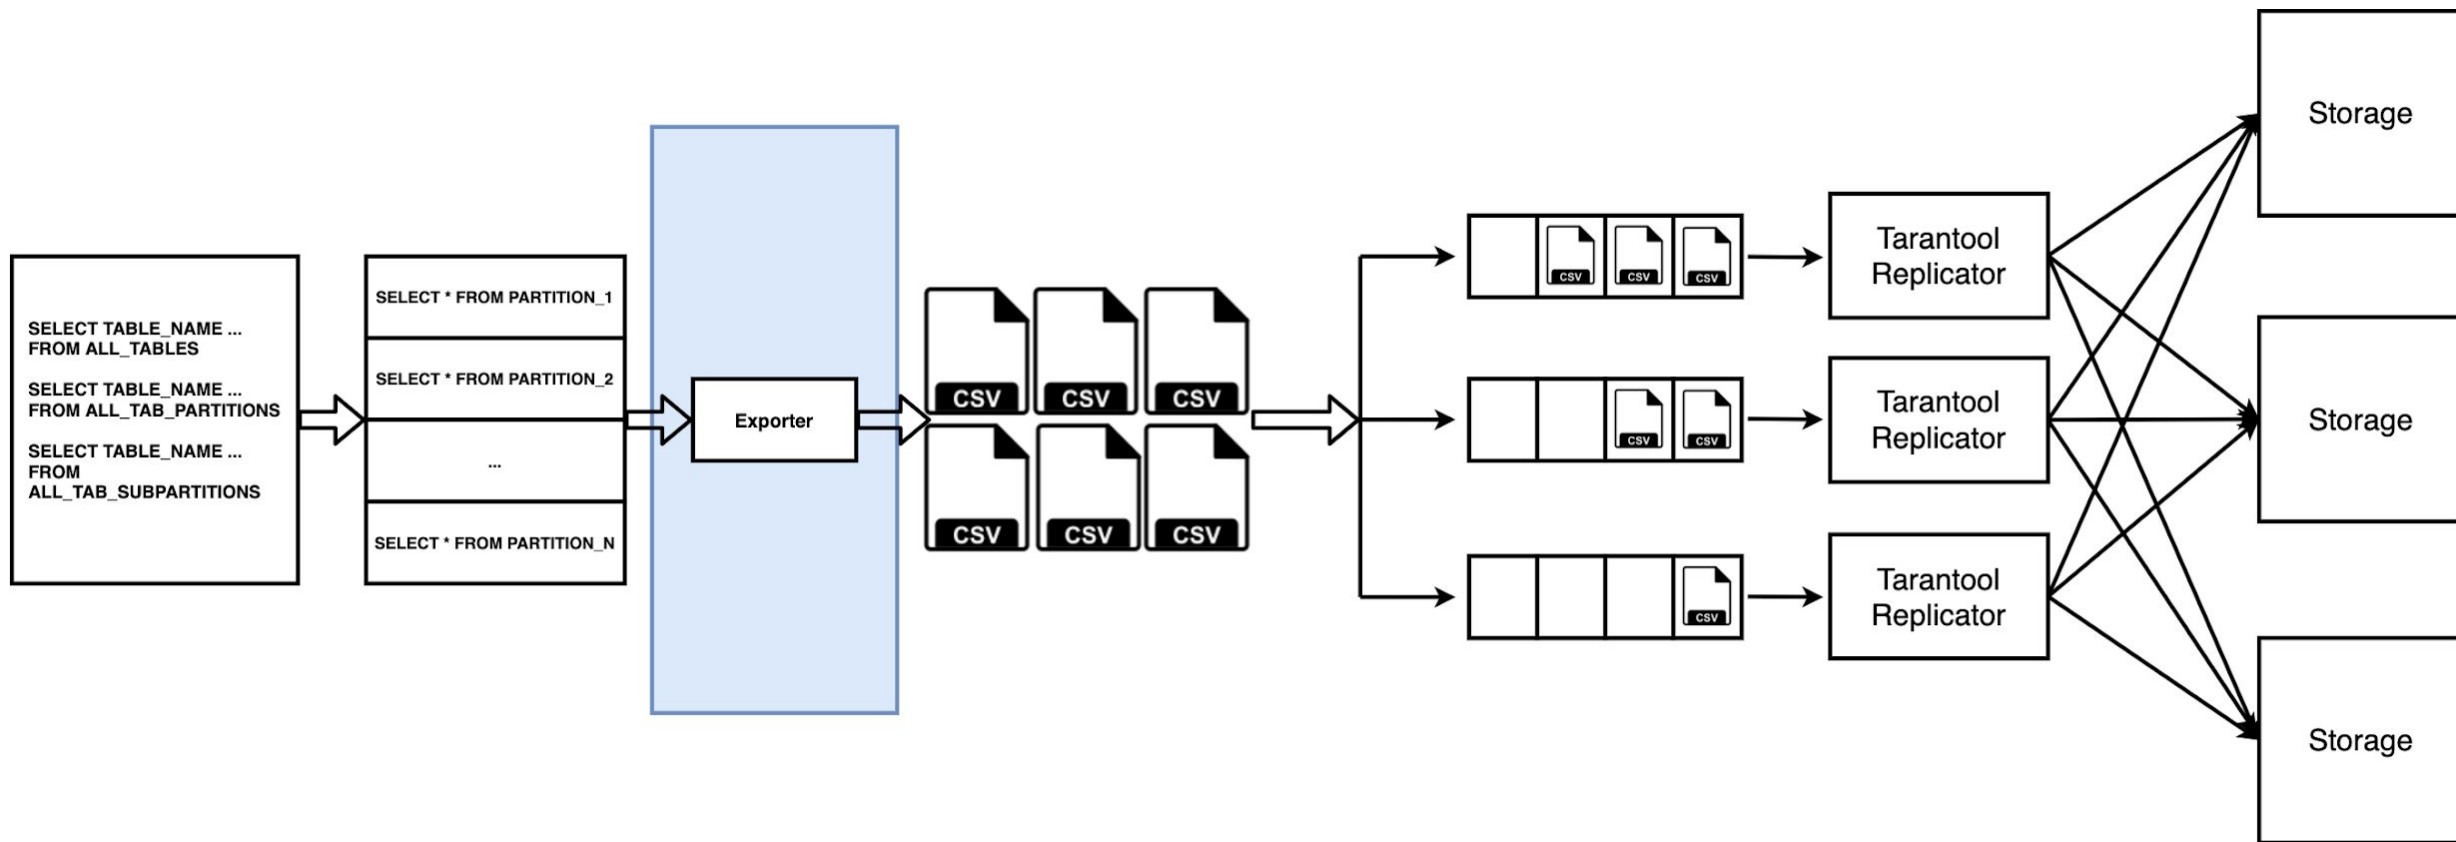 SELECT TABLE_NAME ...
FROM ALL_TABLES
SELECT TABLE_NAME ...
FROM ALL_TAB_PARTITIONS
SELECT TABLE_NAME ...
FROM
ALL_TAB_SUBPARTITIONS
SELECT * FROM PARTITION_1
SELECT * FROM PARTITION_2
...
SELECT * FROM PARTITION_N
Exporter
CSV
CSV
CSV
CSV
CSV
CSV
CSV
CSV
CSV
CSV
CSV
CSV
Tarantool
Replicator
Tarantool
Replicator
Tarantool
Replicator
Storage
Storage
Storage